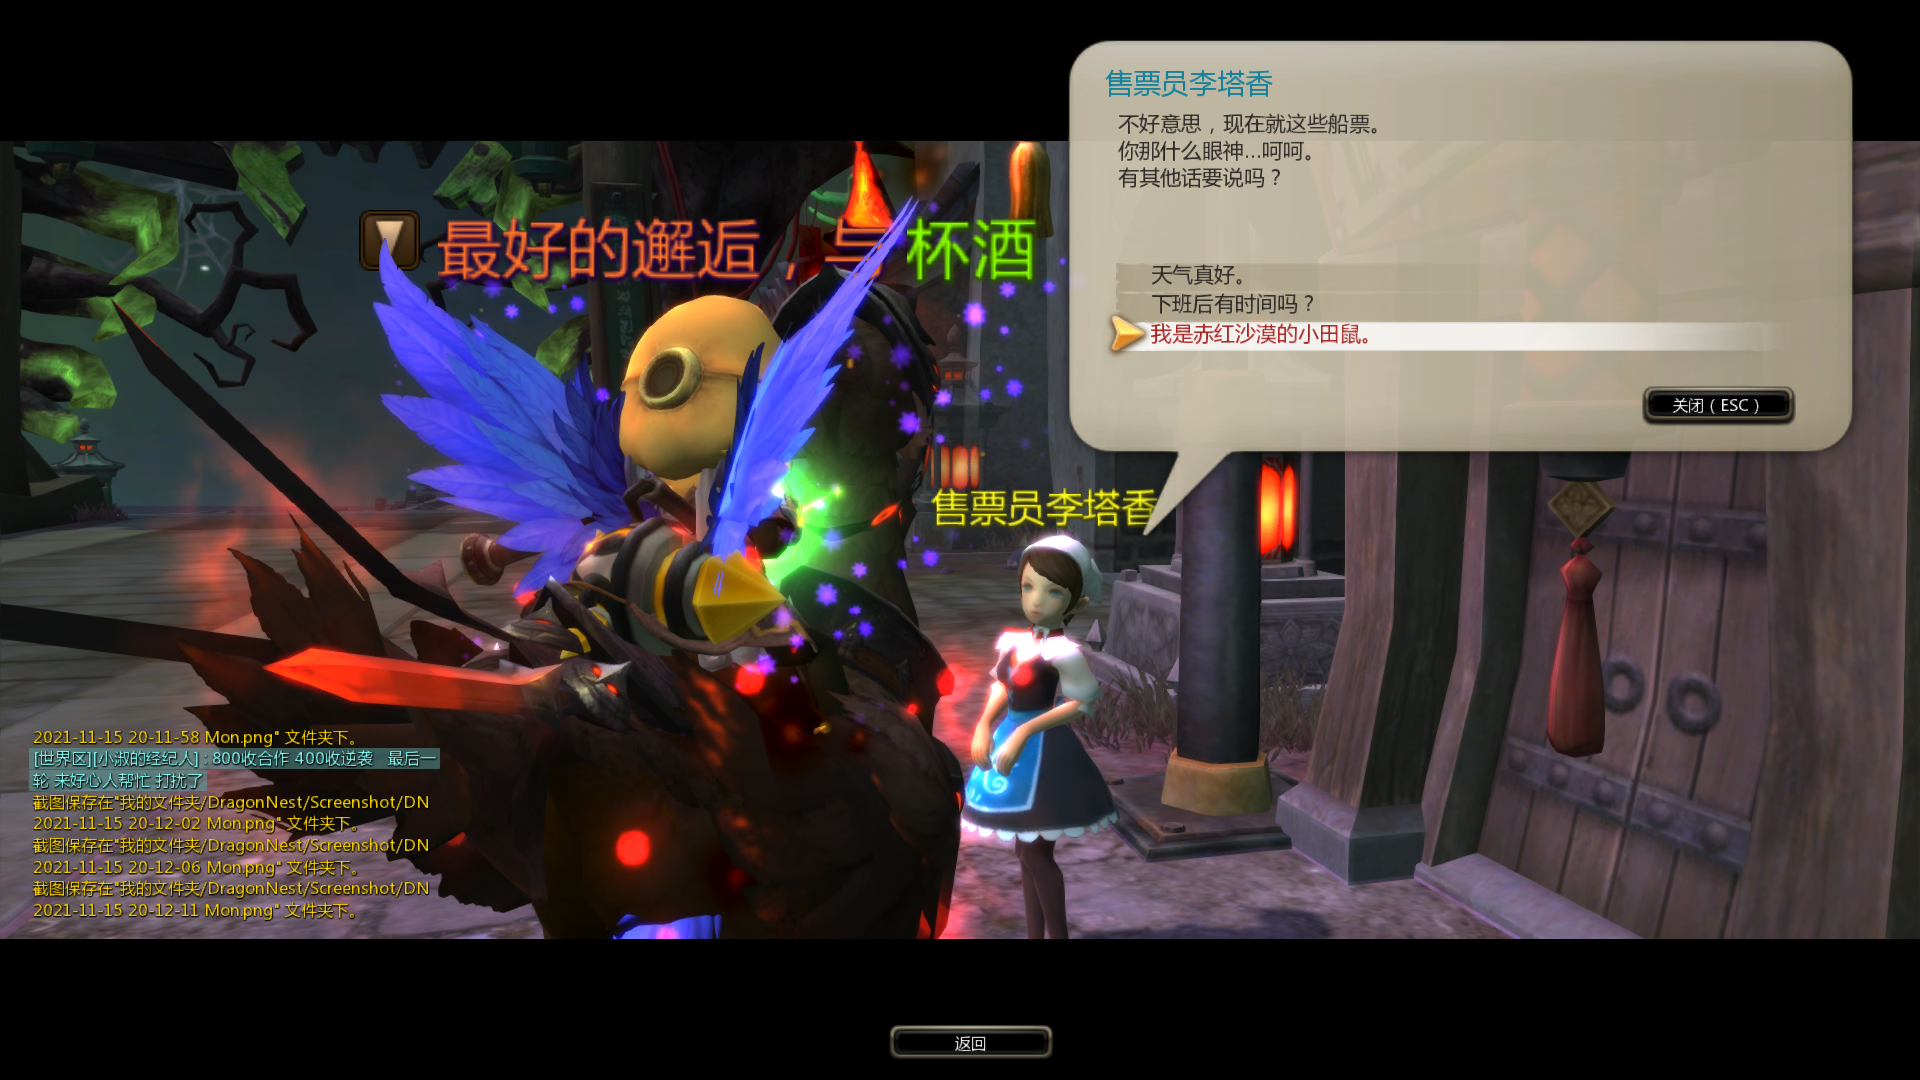 售票员李塔香
不好意思，现在就这些船票。
你那什么眼神...呵呵。
有其他话要说吗？
天气真好。
下班后有时间吗？
我是赤红沙漠的小田鼠。
关闭（ESC）
最好的邂逅，与 杯酒
售票员李塔香
2021-11-15 20-11-58 Mon.png" 文件夹下。
[世界区][小淑的经纪人] : 800收合作 400收逆袭 最后一
轮 来好心人帮忙 打扰了
截图保存在"我的文件夹/DragonNest/Screenshot/DN
2021-11-15 20-12-02 Mon.png" 文件夹下。
截图保存在"我的文件夹/DragonNest/Screenshot/DN
2021-11-15 20-12-06 Mon.png" 文件夹下。
截图保存在"我的文件夹/DragonNest/Screenshot/DN
2021-11-15 20-12-11 Mon.png" 文件夹下。
返回